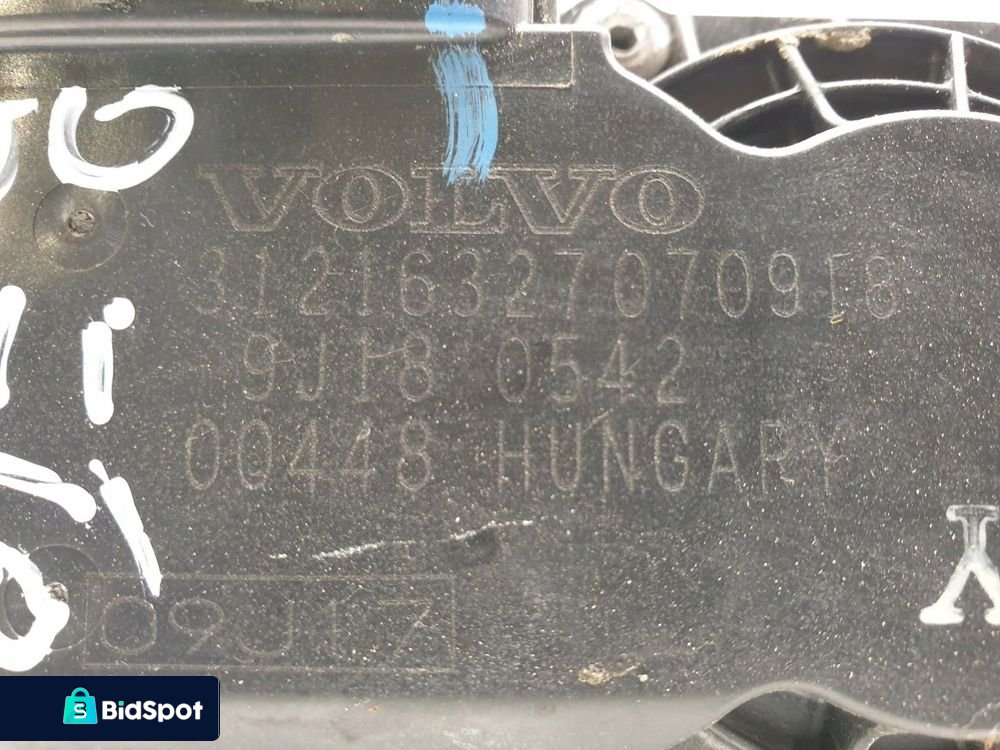 VOLVO
31216327070918
9J18 0542
00448 HUNGARY
09J17
BidSpot